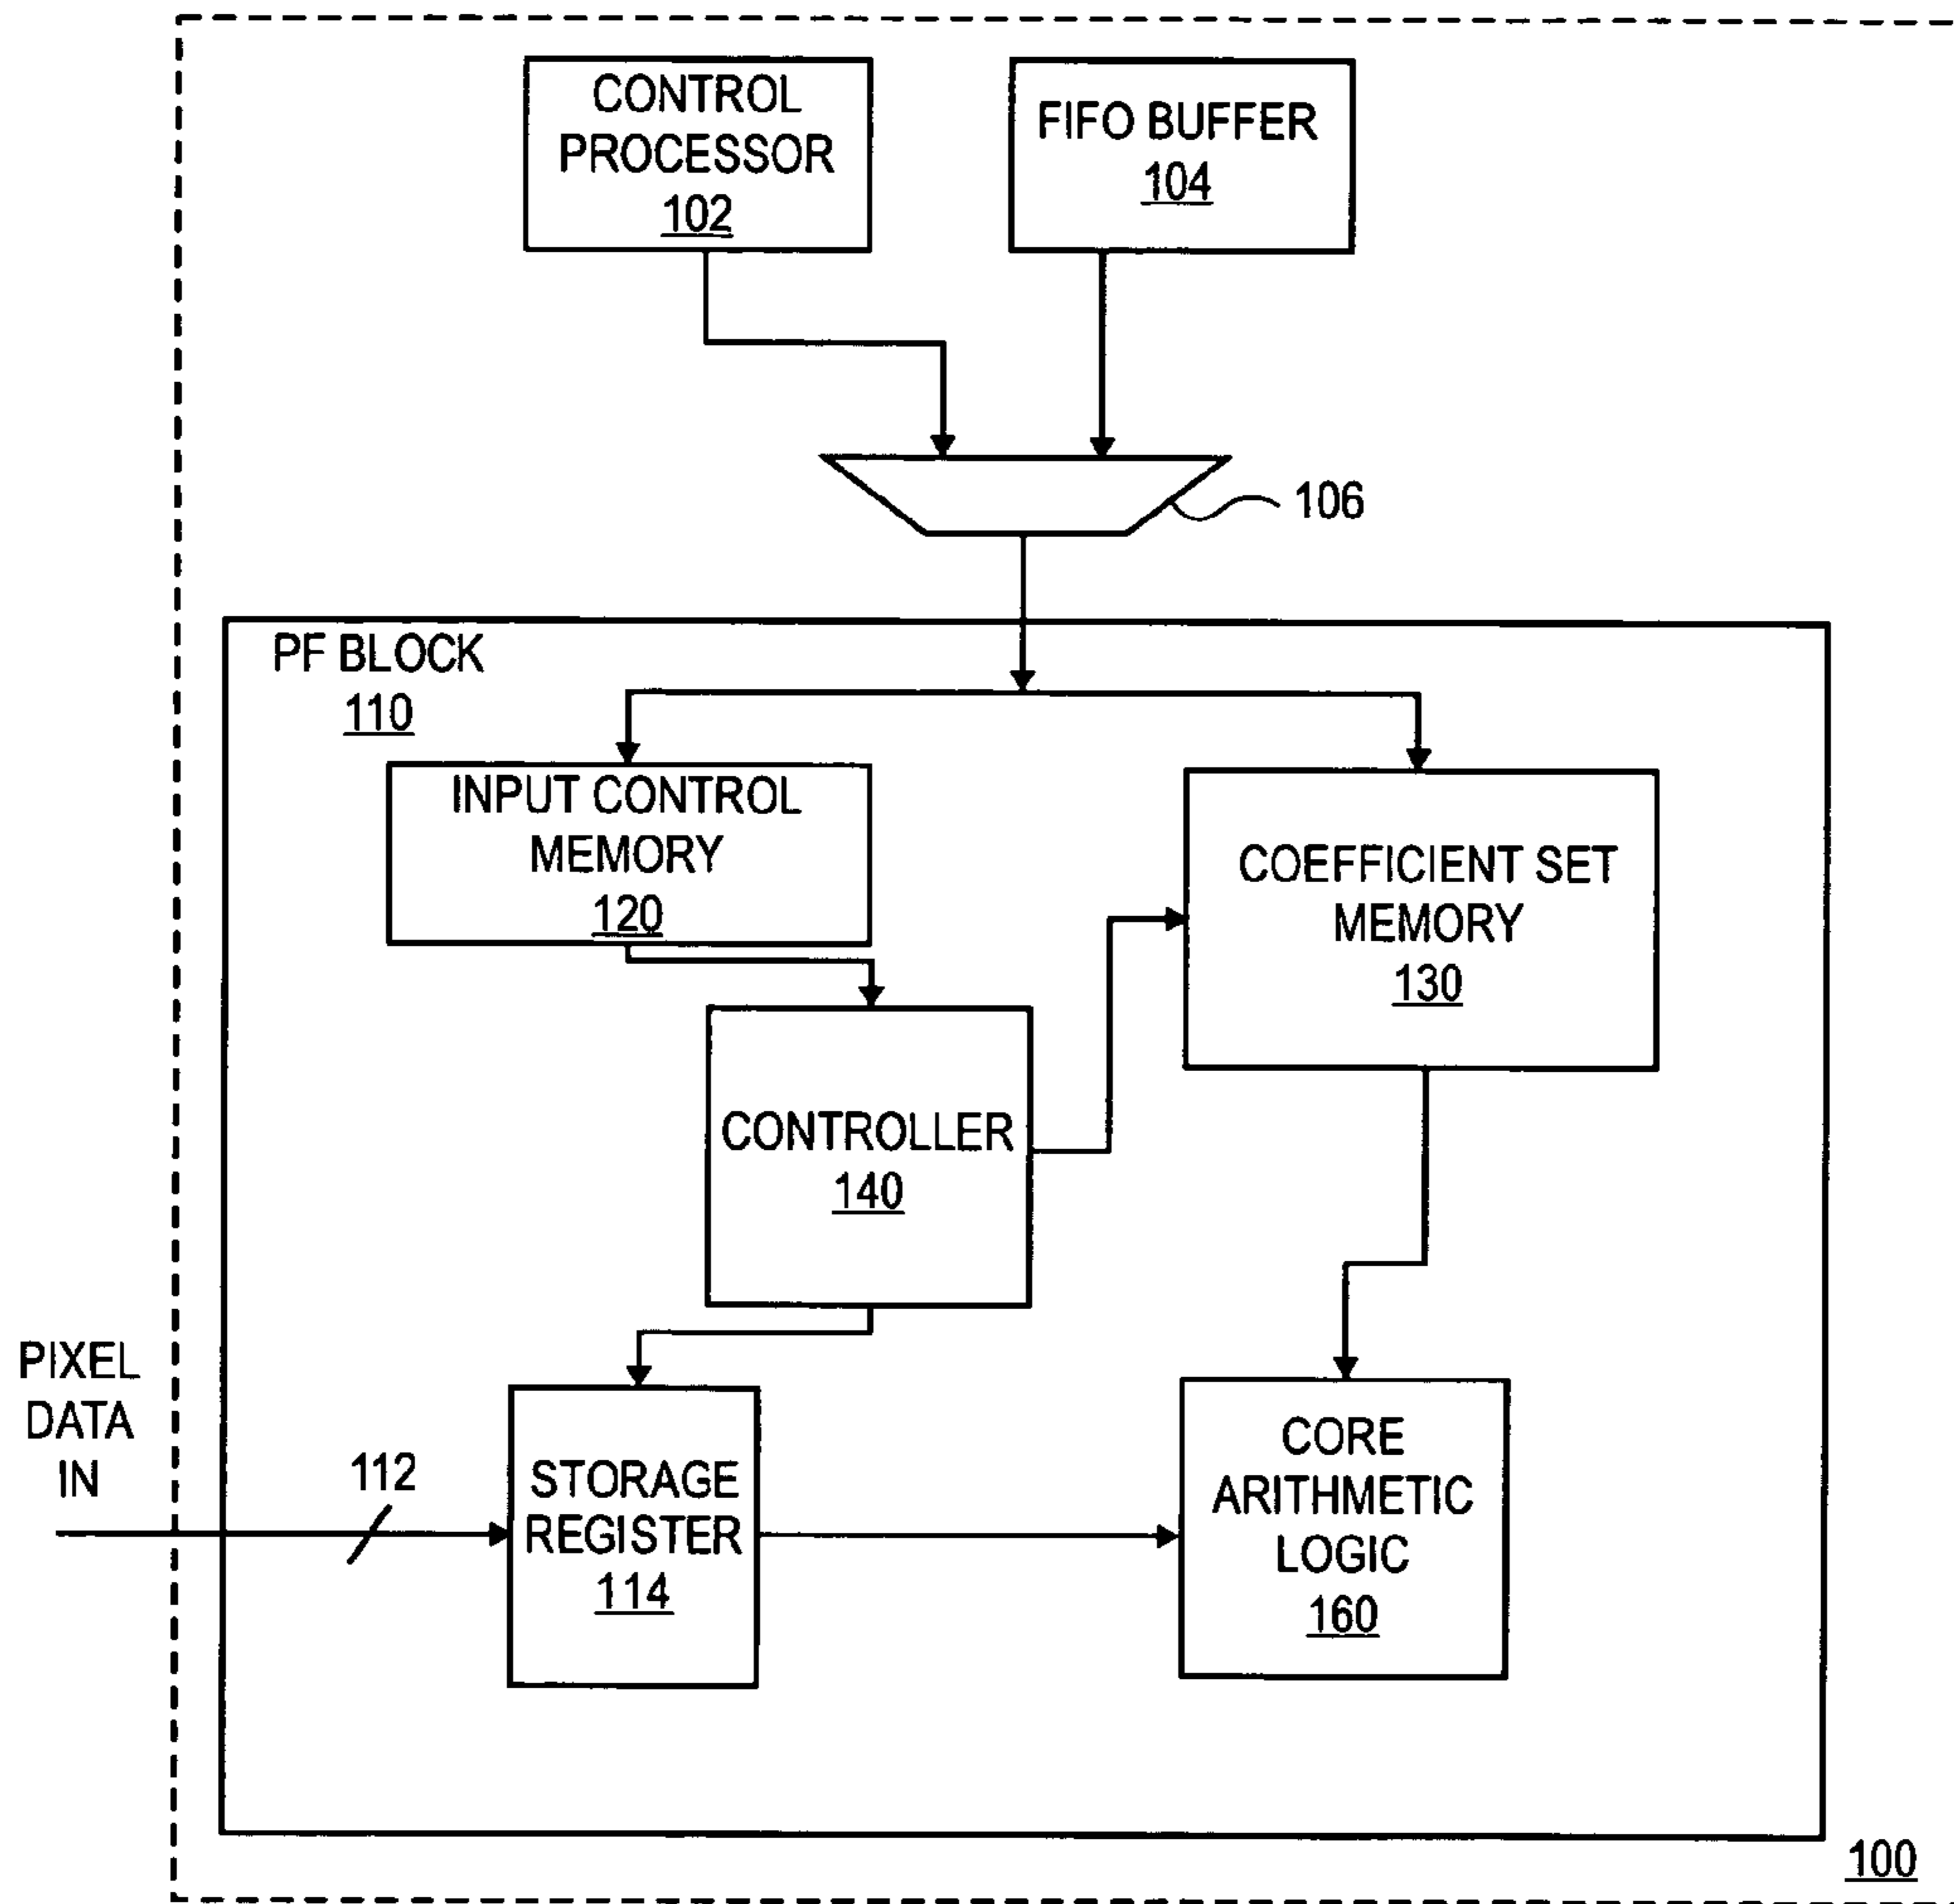 CONTROL
PROCESSOR
102
FIFO BUFFER
104
106
PF BLOCK
110
INPUT CONTROL
MEMORY
120
COEFFICIENT SET
MEMORY
130
CONTROLLER
140
PIXEL
DATA
IN
112
STORAGE
REGISTER
114
CORE
ARITHMETIC
LOGIC
160
100